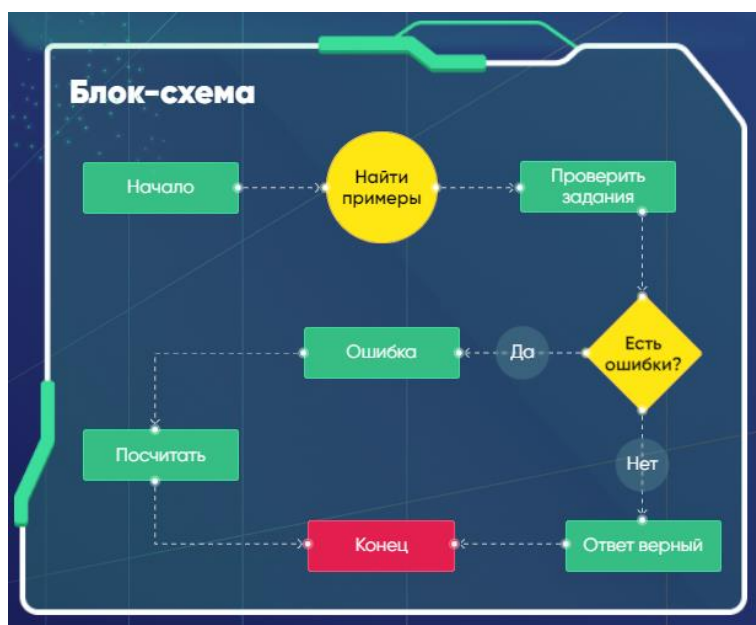 Блок-схема
Начало
Найти
примеры
Проверить
задания
Ошибка
Да
Есть
ошибки?
Посчитать
Нет
Конец
Ответ верный